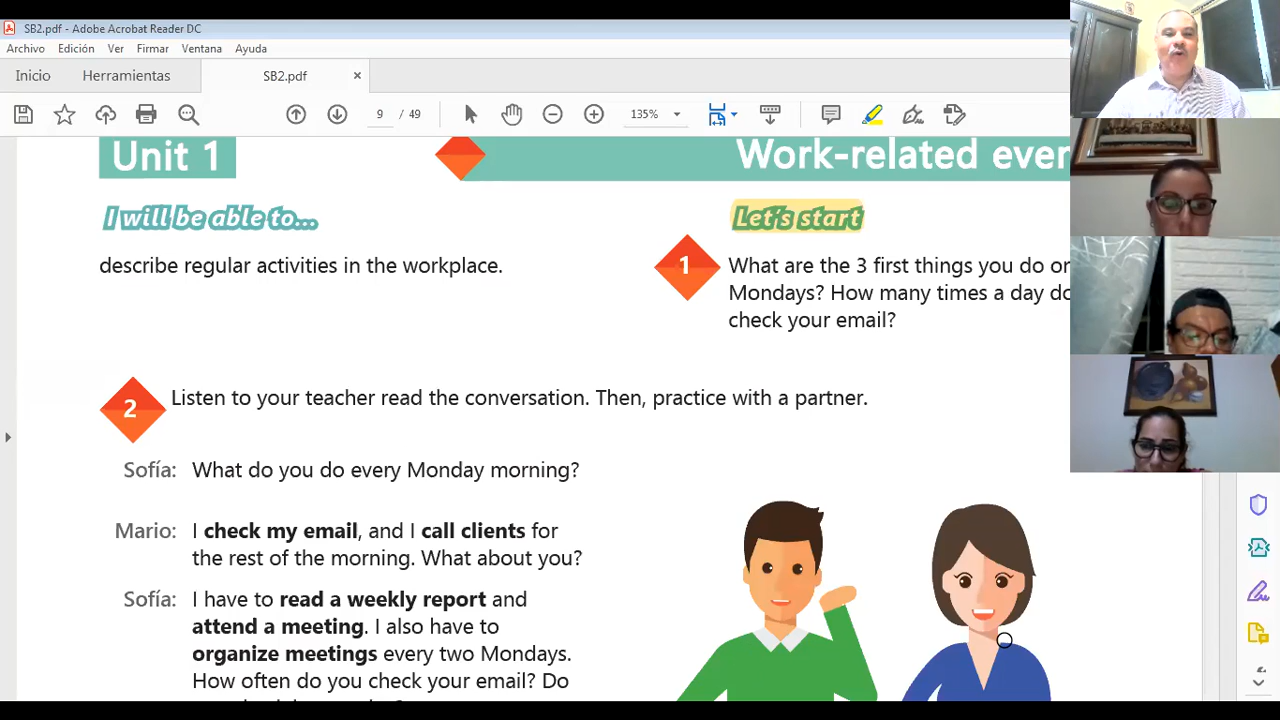 SB2.pdf - Adobe Acrobat Reader DC
Archivo Edición Ver Firmar Ventana Ayuda
Inicio Herramientas SB2.pdf ×
9 / 49 135%
Unit 1
Work-related ever
I will be able to...
Let's start
describe regular activities in the workplace.
1
What are the 3 first things you do or
Mondays? How many times a day do
check your email?
2
Listen to your teacher read the conversation. Then, practice with a partner.
Sofía: What do you do every Monday morning?
Mario: I check my email, and I call clients for
the rest of the morning. What about you?
Sofía: I have to read a weekly report and
attend a meeting. I also have to
organize meetings every two Mondays.
How often do you check your email? Do